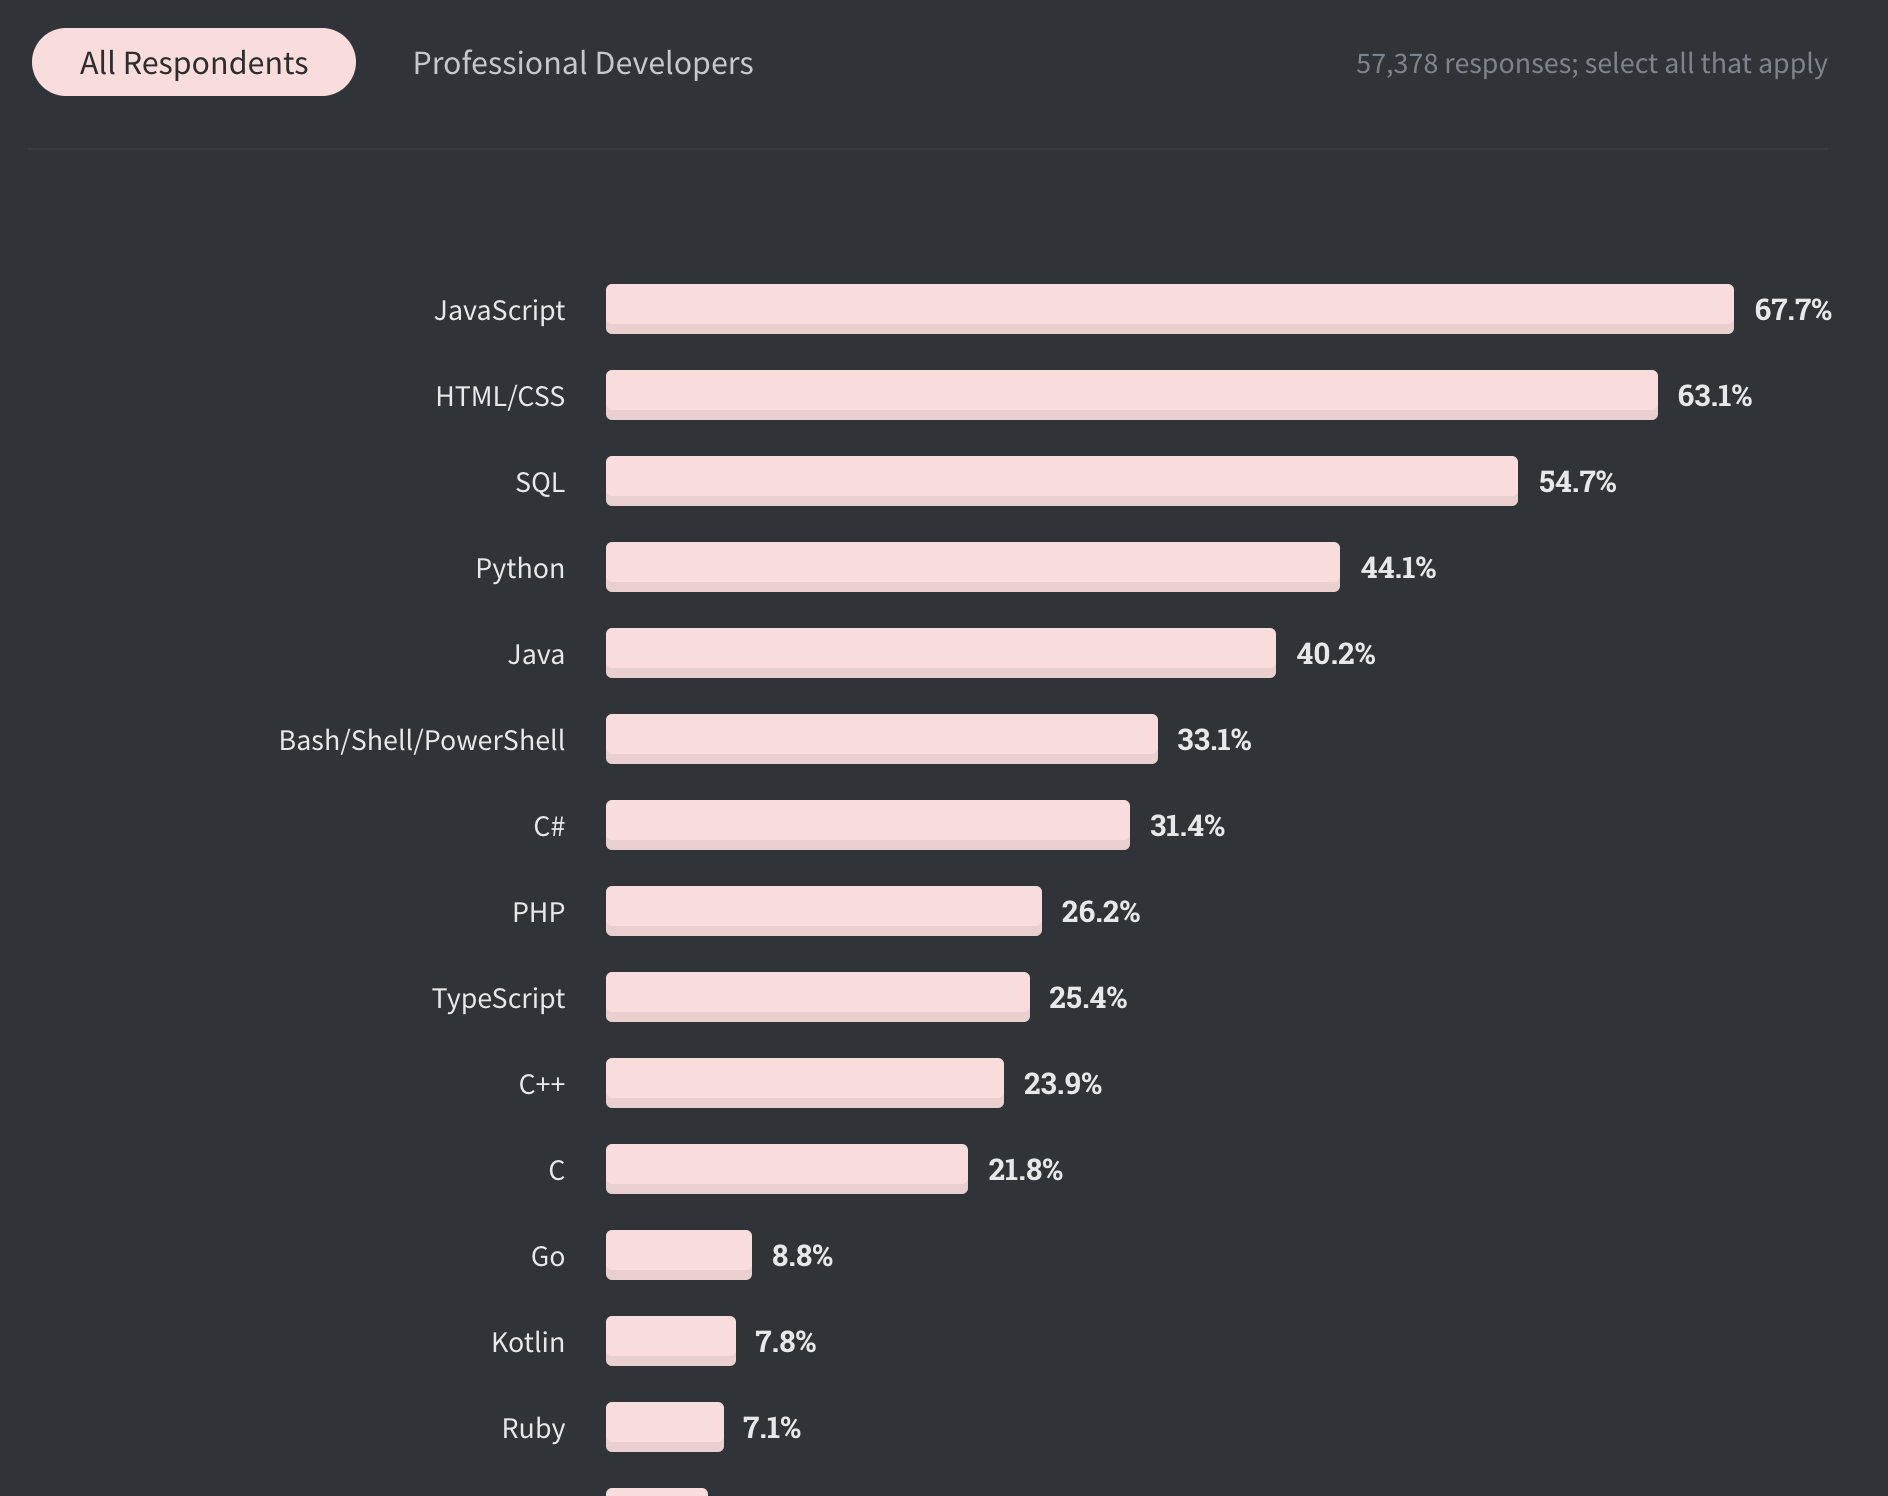 All Respondents
Professional Developers
57,378 responses; select all that apply
JavaScript 67.7%
HTML/CSS 63.1%
SQL 54.7%
Python 44.1%
Java 40.2%
Bash/Shell/PowerShell 33.1%
C# 31.4%
PHP 26.2%
TypeScript 25.4%
C++ 23.9%
C 21.8%
Go 8.8%
Kotlin 7.8%
Ruby 7.1%